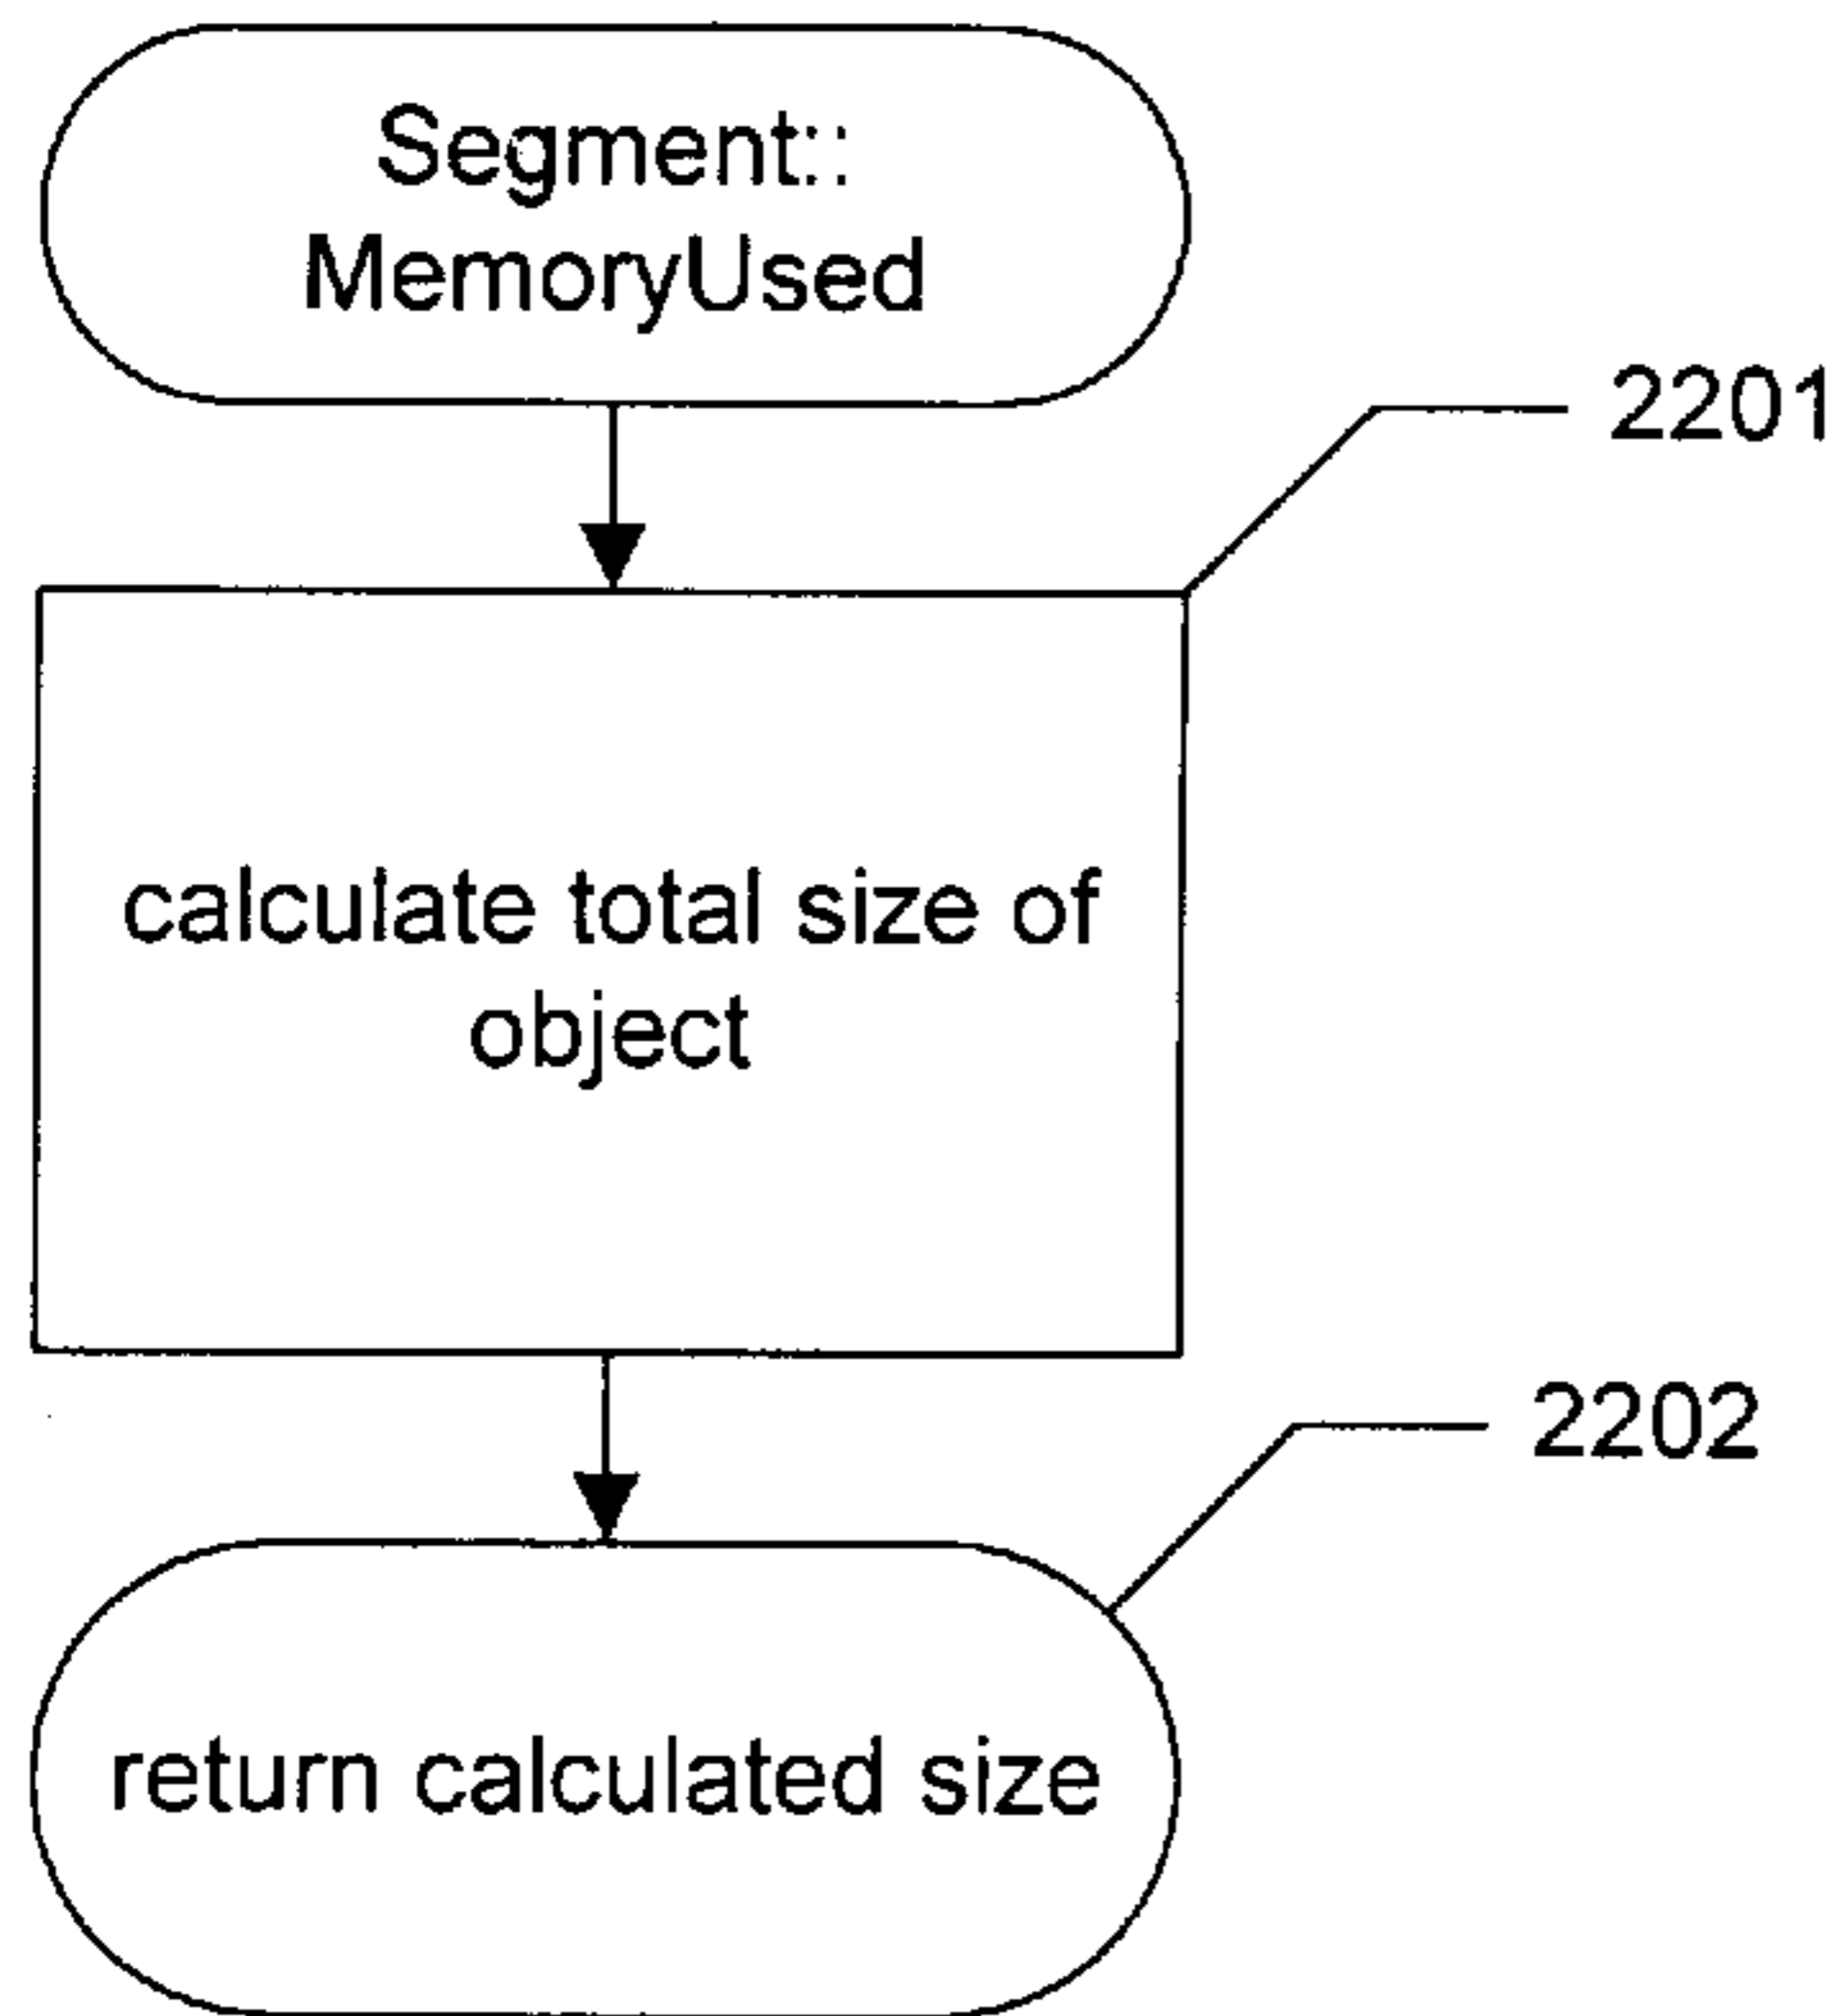 Segment::
MemoryUsed
2201
calculate total size of
object
2202
return calculated size